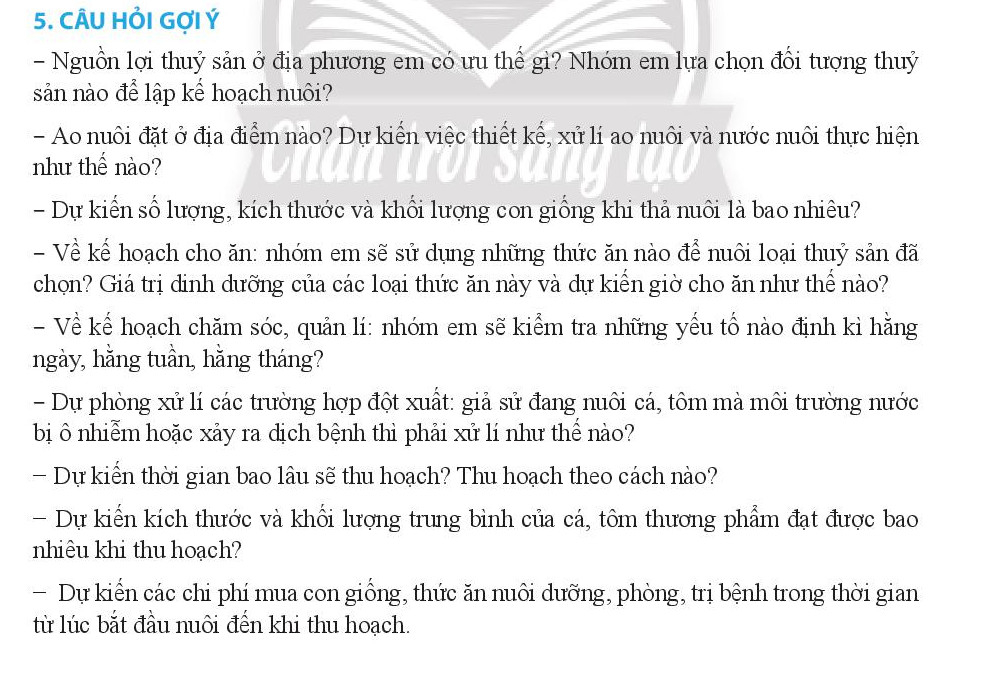 5. CÂU HỎI GỢI Ý
– Nguồn lợi thuỷ sản ở địa phương em có ưu thế gì? Nhóm em lựa chọn đối tượng thuỷ
sản nào để lập kế hoạch nuôi?
– Ao nuôi đặt ở địa điểm nào? Dự kiến việc thiết kế, xử lí ao nuôi và nước nuôi thực hiện
như thế nào?
Chân trời sáng tạo
– Dự kiến số lượng, kích thước và khối lượng con giống khi thả nuôi là bao nhiêu?
– Về kế hoạch cho ăn: nhóm em sẽ sử dụng những thức ăn nào để nuôi loại thuỷ sản đã
chọn? Giá trị dinh dưỡng của các loại thức ăn này và dự kiến giờ cho ăn như thế nào?
– Về kế hoạch chăm sóc, quản lí: nhóm em sẽ kiểm tra những yếu tố nào định kì hằng
ngày, hằng tuần, hằng tháng?
– Dự phòng xử lí các trường hợp đột xuất: giả sử đang nuôi cá, tôm mà môi trường nước
bị ô nhiễm hoặc xảy ra dịch bệnh thì phải xử lí như thế nào?
– Dự kiến thời gian bao lâu sẽ thu hoạch? Thu hoạch theo cách nào?
– Dự kiến kích thước và khối lượng trung bình của cá, tôm thương phẩm đạt được bao
nhiêu khi thu hoạch?
– Dự kiến các chi phí mua con giống, thức ăn nuôi dưỡng, phòng, trị bệnh trong thời gian
từ lúc bắt đầu nuôi đến khi thu hoạch.